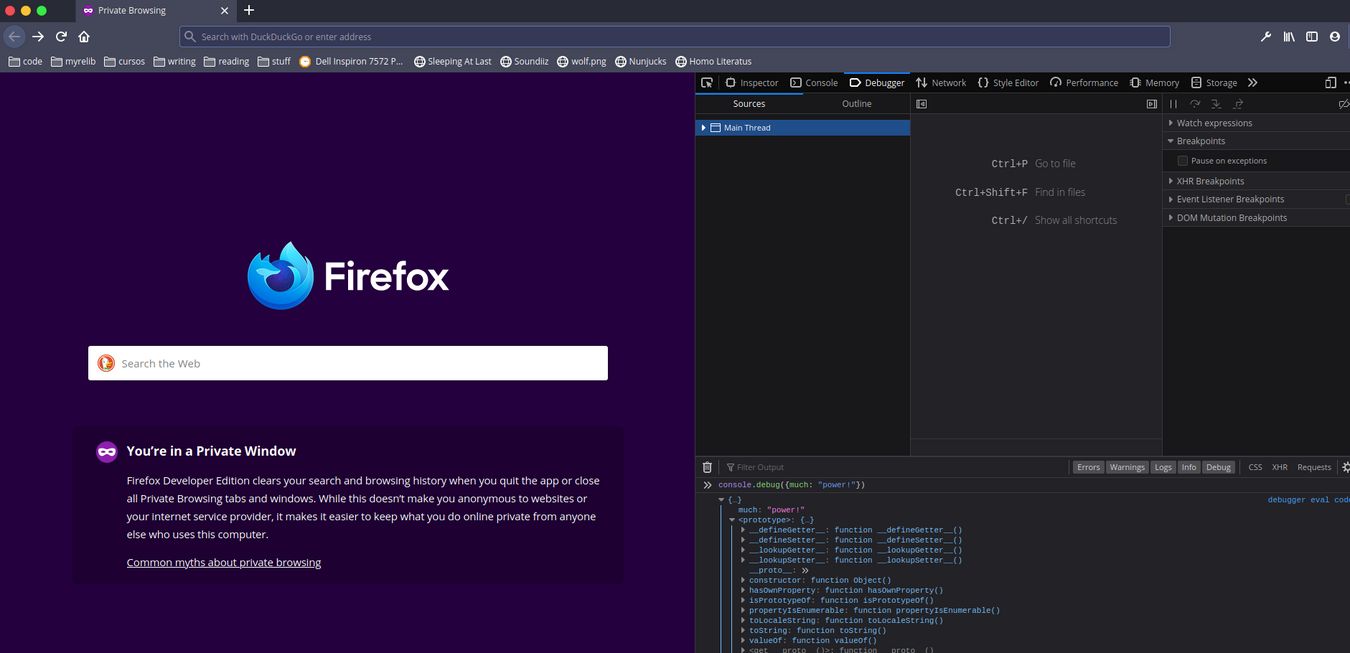 Private Browsing
Search with DuckDuckGo or enter address
code myrelib cursos writing reading stuff Dell Inspiron 7572 P... Sleeping At Last Soundiiz wolf.png Nunjucks Homo Literatus
Firefox
Search the Web
You’re in a Private Window
Firefox Developer Edition clears your search and browsing history when you quit the app or close
all Private Browsing tabs and windows. While this doesn’t make you anonymous to websites or
your internet service provider, it makes it easier to keep what you do online private from anyone
else who uses this computer.
Common myths about private browsing
Inspector Console Debugger Network Style Editor Performance Memory Storage
Sources Outline
Main Thread
Ctrl+P Go to file
Ctrl+Shift+F Find in files
Ctrl+/ Show all shortcuts
Watch expressions
Breakpoints
Pause on exceptions
XHR Breakpoints
Event Listener Breakpoints
DOM Mutation Breakpoints
Filter Output Errors Warnings Logs Info Debug CSS XHR Requests
console.debug({much: "power!"})
{…} debugger eval code
much: "power!"
<prototype>: {…}
__defineGetter__: function __defineGetter__()
__defineSetter__: function __defineSetter__()
__lookupGetter__: function __lookupGetter__()
__lookupSetter__: function __lookupSetter__()
__proto__:
constructor: function Object()
hasOwnProperty: function hasOwnProperty()
isPrototypeOf: function isPrototypeOf()
propertyIsEnumerable: function propertyIsEnumerable()
toLocaleString: function toLocaleString()
toString: function toString()
valueOf: function valueOf()
<get __proto__()>: function __proto__()